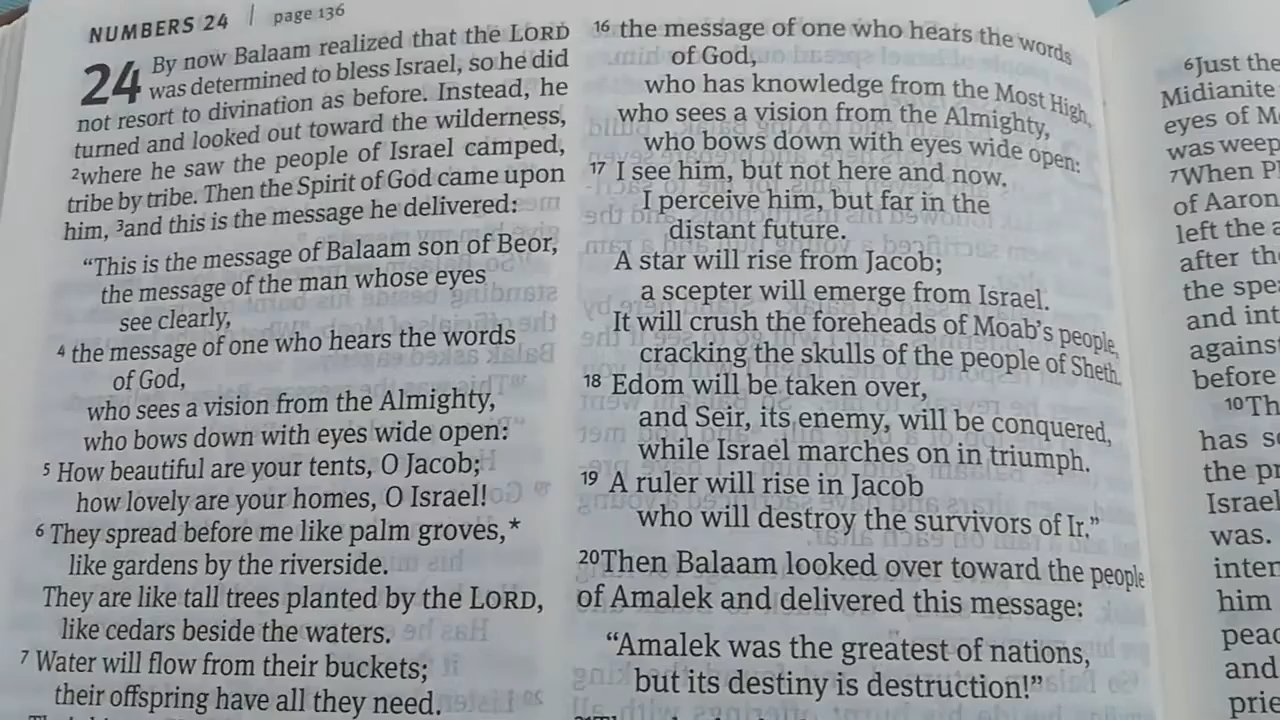 NUMBERS 24 | page 136
24 By now Balaam realized that the LORD
was determined to bless Israel, so he did
not resort to divination as before. Instead, he
turned and looked out toward the wilderness,
2where he saw the people of Israel camped,
tribe by tribe. Then the Spirit of God came upon
him, 3and this is the message he delivered:
“This is the message of Balaam son of Beor,
the message of the man whose eyes
see clearly,
4 the message of one who hears the words
of God,
who sees a vision from the Almighty,
who bows down with eyes wide open:
5 How beautiful are your tents, O Jacob;
how lovely are your homes, O Israel!
6 They spread before me like palm groves,*
like gardens by the riverside.
They are like tall trees planted by the LORD,
like cedars beside the waters.
7 Water will flow from their buckets;
their offspring have all they need.
16 the message of one who hears the words
of God,
who has knowledge from the Most High,
who sees a vision from the Almighty,
who bows down with eyes wide open:
17 I see him, but not here and now.
I perceive him, but far in the
distant future.
A star will rise from Jacob;
a scepter will emerge from Israel.
It will crush the foreheads of Moab’s people,
cracking the skulls of the people of Sheth.
18 Edom will be taken over,
and Seir, its enemy, will be conquered,
while Israel marches on in triumph.
19 A ruler will rise in Jacob
who will destroy the survivors of Ir.”
20Then Balaam looked over toward the people
of Amalek and delivered this message:
“Amalek was the greatest of nations,
but its destiny is destruction!”
6Just the
Midianite
eyes of
was
7When
of Aaron
left the
after
the
and
against
before
10
has
the
Israel
was.
him
and